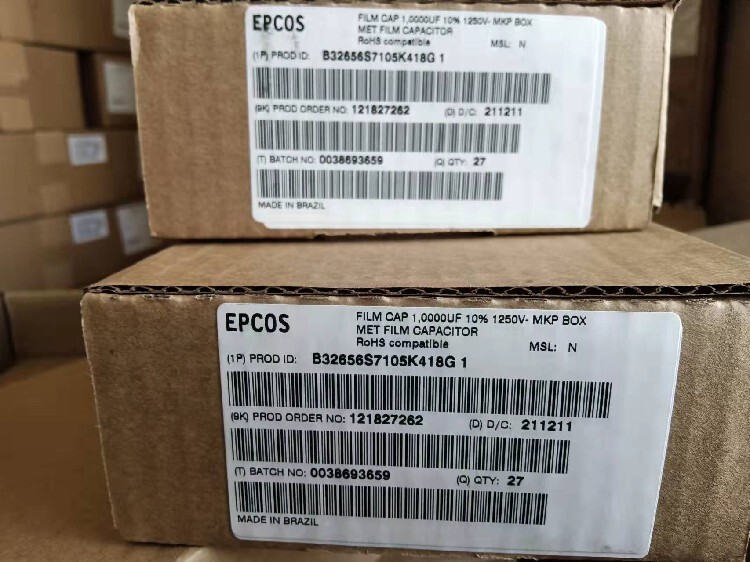 EPCOS
FILM CAP 1,0000UF 10% 1250V- MKP BOX
MET FILM CAPACITOR
RoHS compatible MSL: N
(1P) PROD ID: B32656S7105K418G 1
(9K) PROD ORDER NO: 121827262 (D) D/C: 211211
(T) BATCH NO: 0038693659 (Q) QTY: 27
MADE IN BRAZIL
EPCOS
FILM CAP 1,0000UF 10% 1250V- MKP BOX
MET FILM CAPACITOR
RoHS compatible MSL: N
(1P) PROD ID: B32656S7105K418G 1
(9K) PROD ORDER NO: 121827262 (D) D/C: 211211
(T) BATCH NO: 0038693659 (Q) QTY: 27
MADE IN BRAZIL